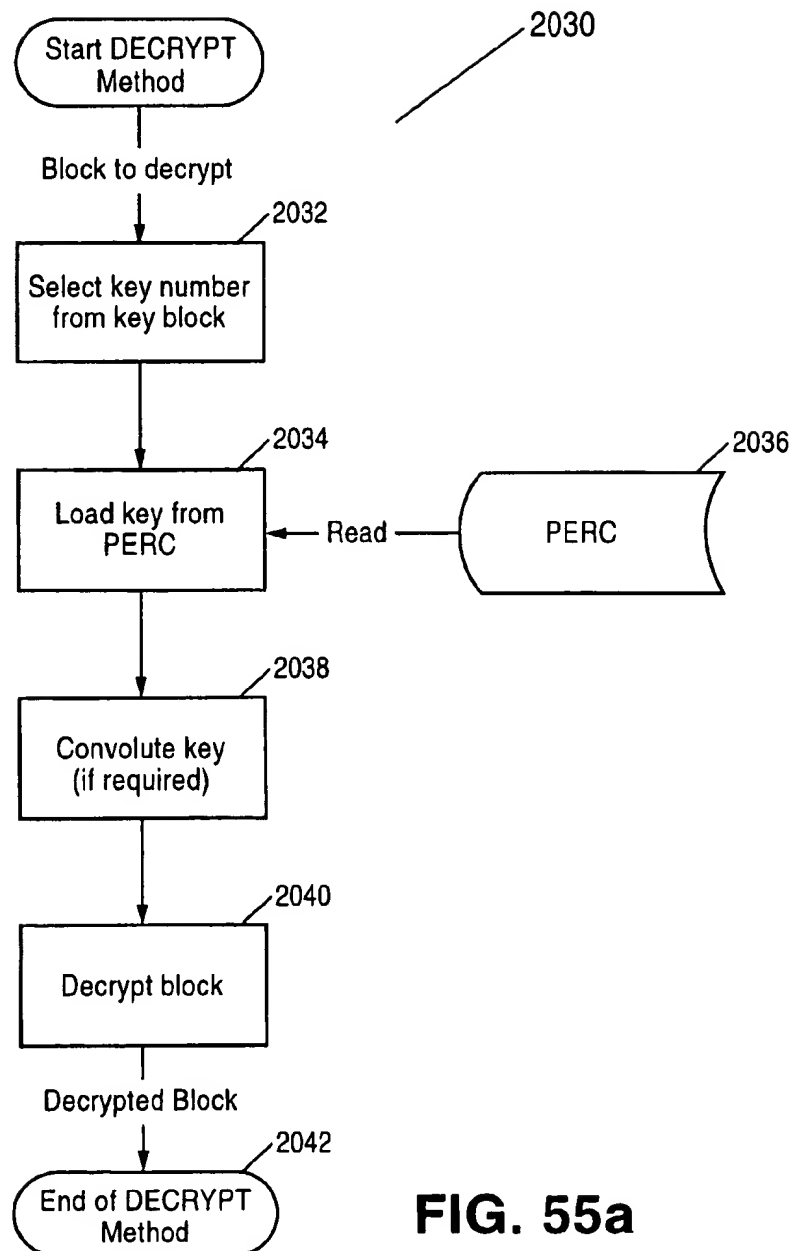 Start DECRYPT
Method
2030
Block to decrypt
2032
Select key number
from key block
2034
Load key from
PERC
Read
2036
PERC
2038
Convolute key
(if required)
2040
Decrypt block
Decrypted Block
2042
End of DECRYPT
Method
FIG. 55a